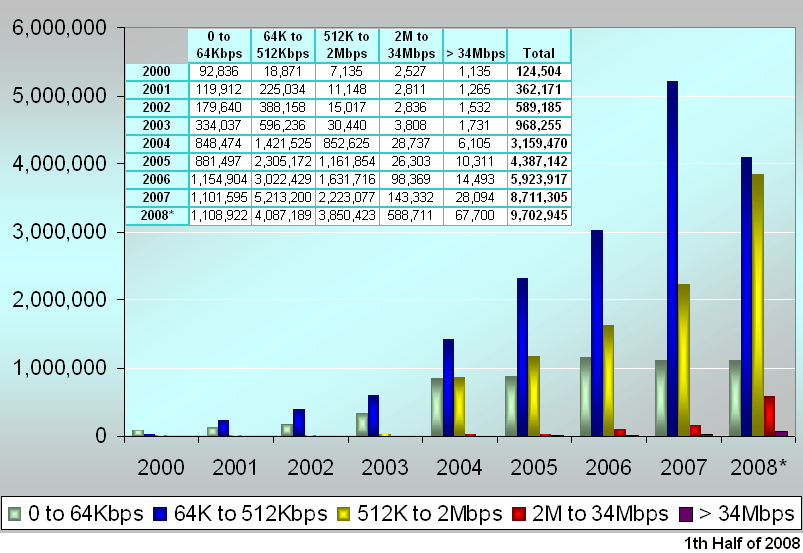 6,000,000
5,000,000
4,000,000
3,000,000
2,000,000
1,000,000
0
0 to 64Kbps 64K to 512Kbps 512K to 2Mbps 2M to 34Mbps > 34Mbps Total
2000 92,836 18,871 7,135 2,527 1,135 124,504
2001 119,912 225,034 11,148 2,811 1,265 362,171
2002 179,640 388,158 15,017 2,836 1,532 589,185
2003 334,037 596,236 30,440 3,808 1,731 968,255
2004 848,474 1,421,525 852,625 28,737 6,105 3,159,470
2005 881,497 2,305,172 1,161,854 26,303 10,311 4,387,142
2006 1,154,904 3,022,429 1,631,716 98,369 14,493 5,923,917
2007 1,101,595 5,213,200 2,223,077 143,332 28,094 8,711,305
2008* 1,108,922 4,087,189 3,850,423 588,711 67,700 9,702,945
2000 2001 2002 2003 2004 2005 2006 2007 2008*
0 to 64Kbps 64K to 512Kbps 512K to 2Mbps 2M to 34Mbps > 34Mbps
1th Half of 2008